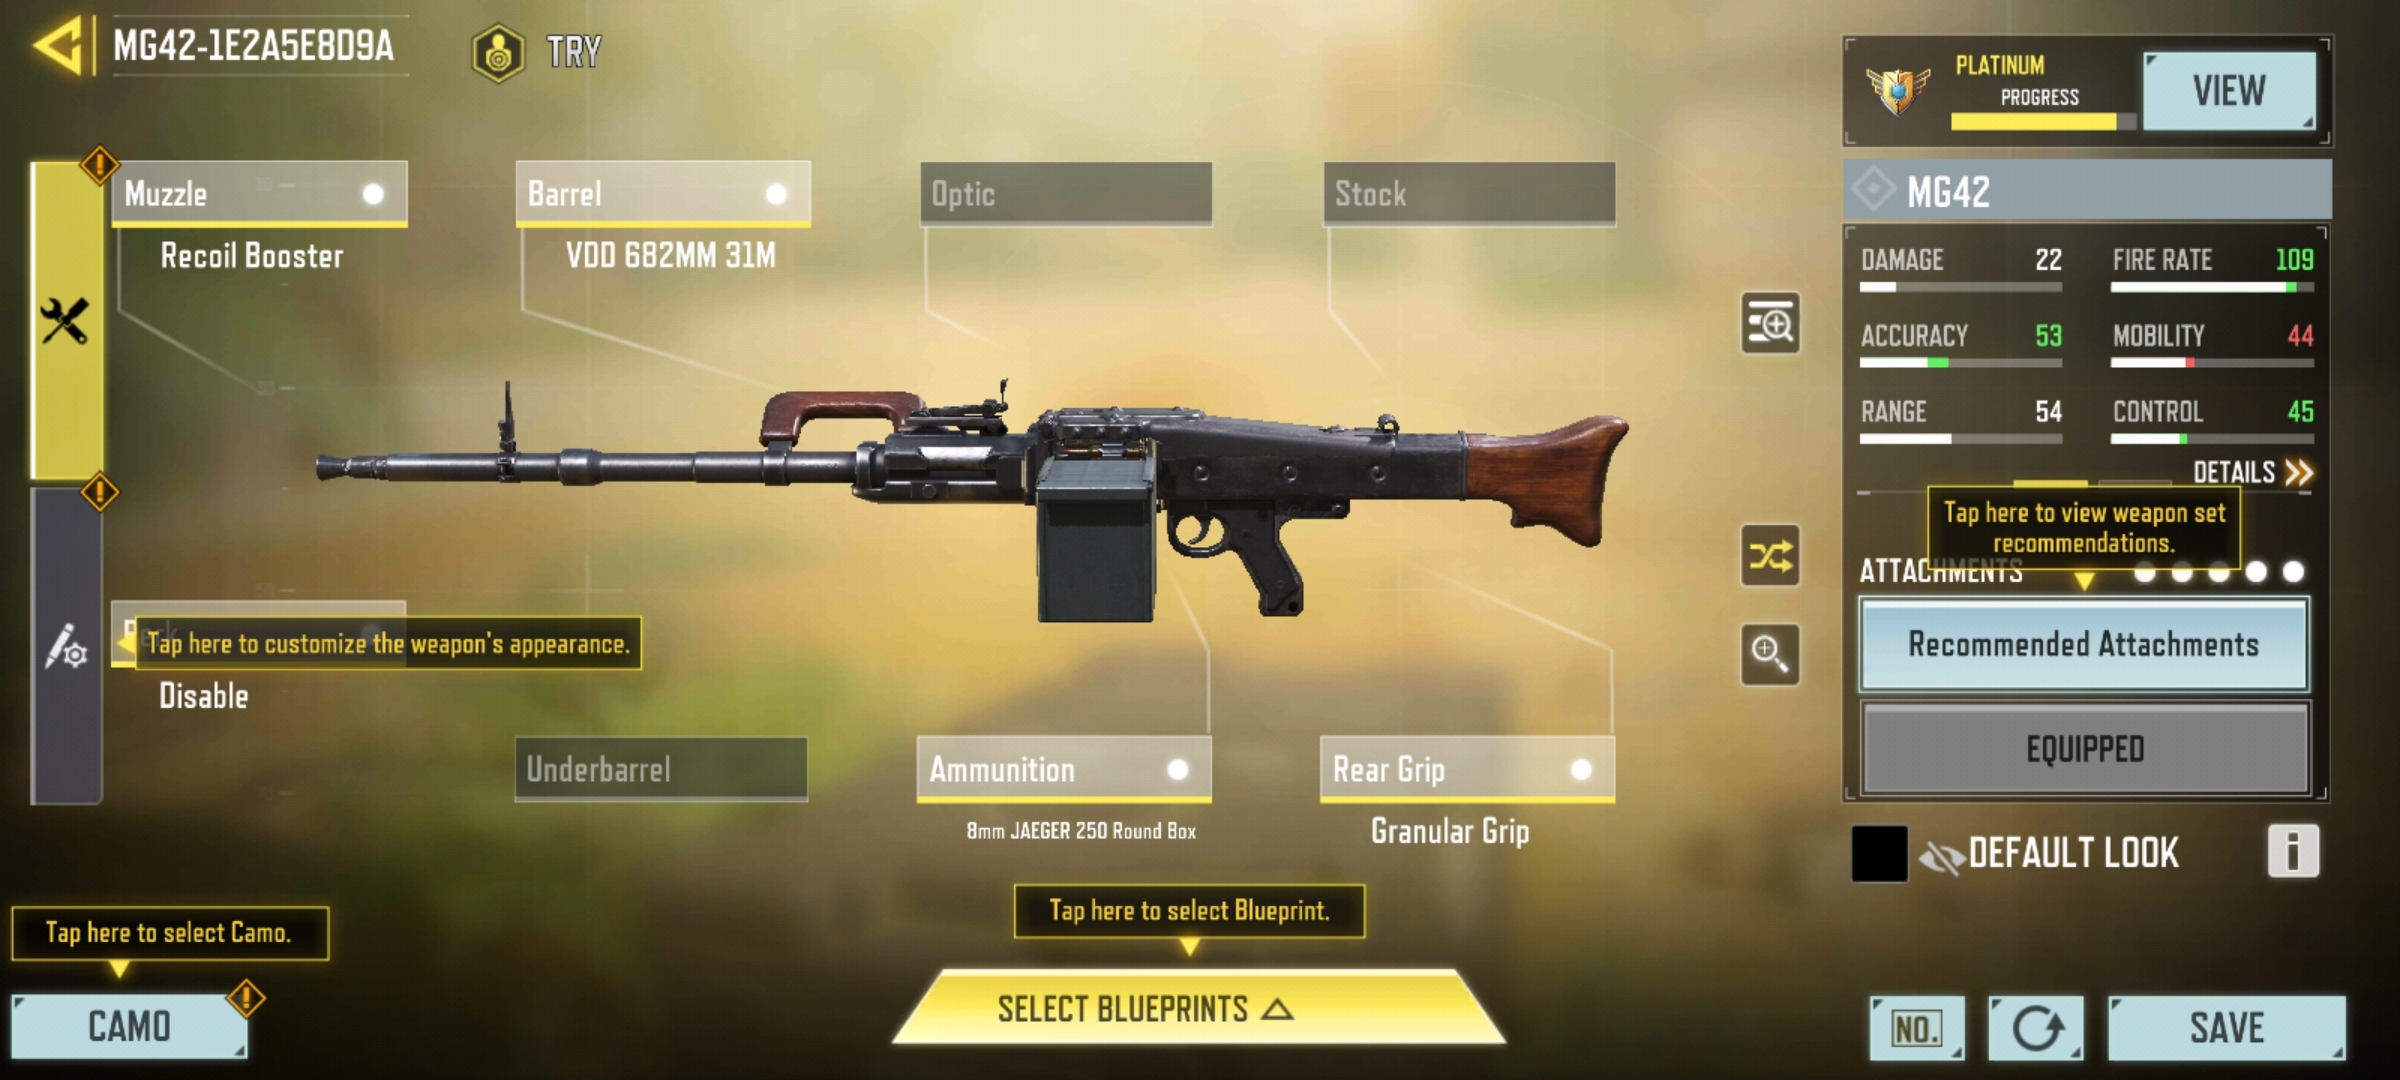 MG42-1E2A5E8D9A
TRY
PLATINUM
PROGRESS
VIEW
Muzzle
Recoil Booster
Barrel
VDD 682MM 31M
Optic
Stock
MG42
DAMAGE 22
FIRE RATE 109
ACCURACY 53
MOBILITY 44
RANGE 54
CONTROL 45
DETAILS
Tap here to view weapon set
recommendations.
ATTACHMENTS
Recommended Attachments
EQUIPPED
Tap here to customize the weapon's appearance.
Disable
Underbarrel
Ammunition
8mm JAEGER 250 Round Box
Rear Grip
Granular Grip
DEFAULT LOOK
i
Tap here to select Camo.
CAMO
Tap here to select Blueprint.
SELECT BLUEPRINTS
NO.
SAVE